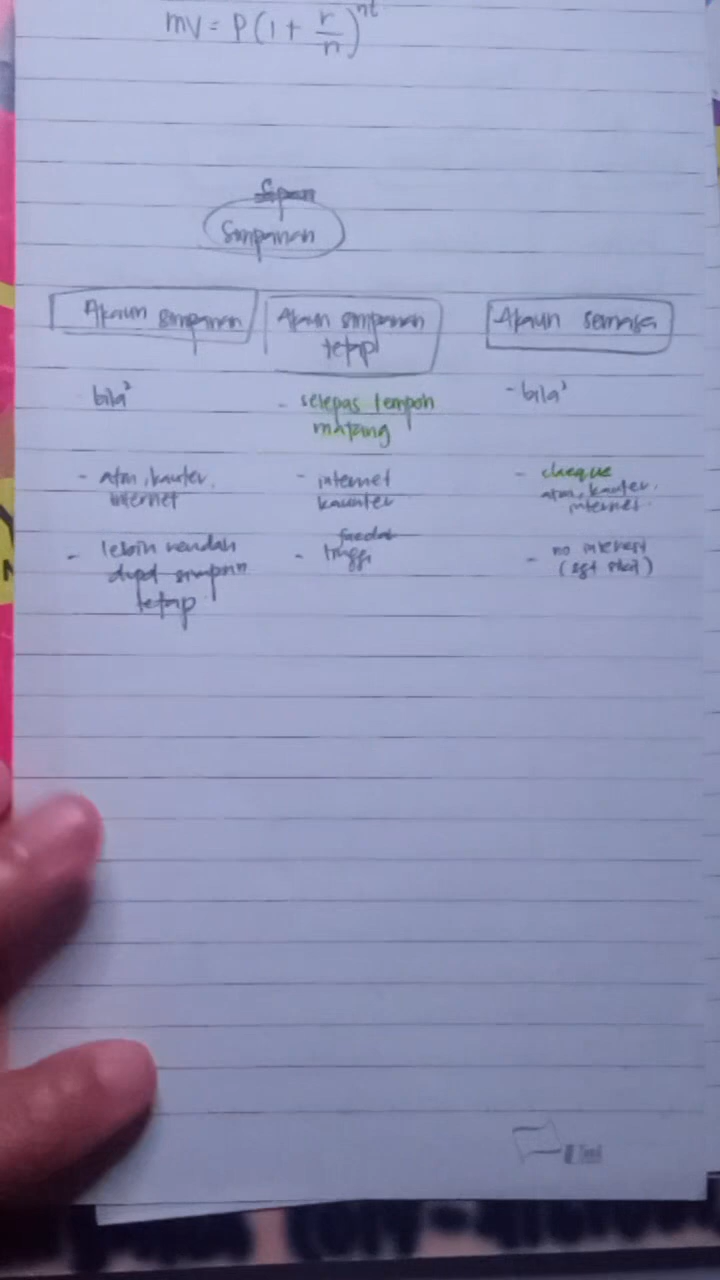 MV = P(1 + r/n)^nt
Simpanan
Akaun simpanan
Akaun simpanan
tetap
Akaun semasa
bila²
- selepas tempoh
matang
- bila²
- atm, kaunter,
internet
- internet
kaunter
- cheque
atm, kaunter,
internet
- lebih rendah
drpd simpanan
tetap
- faedah
tinggi
- no interest